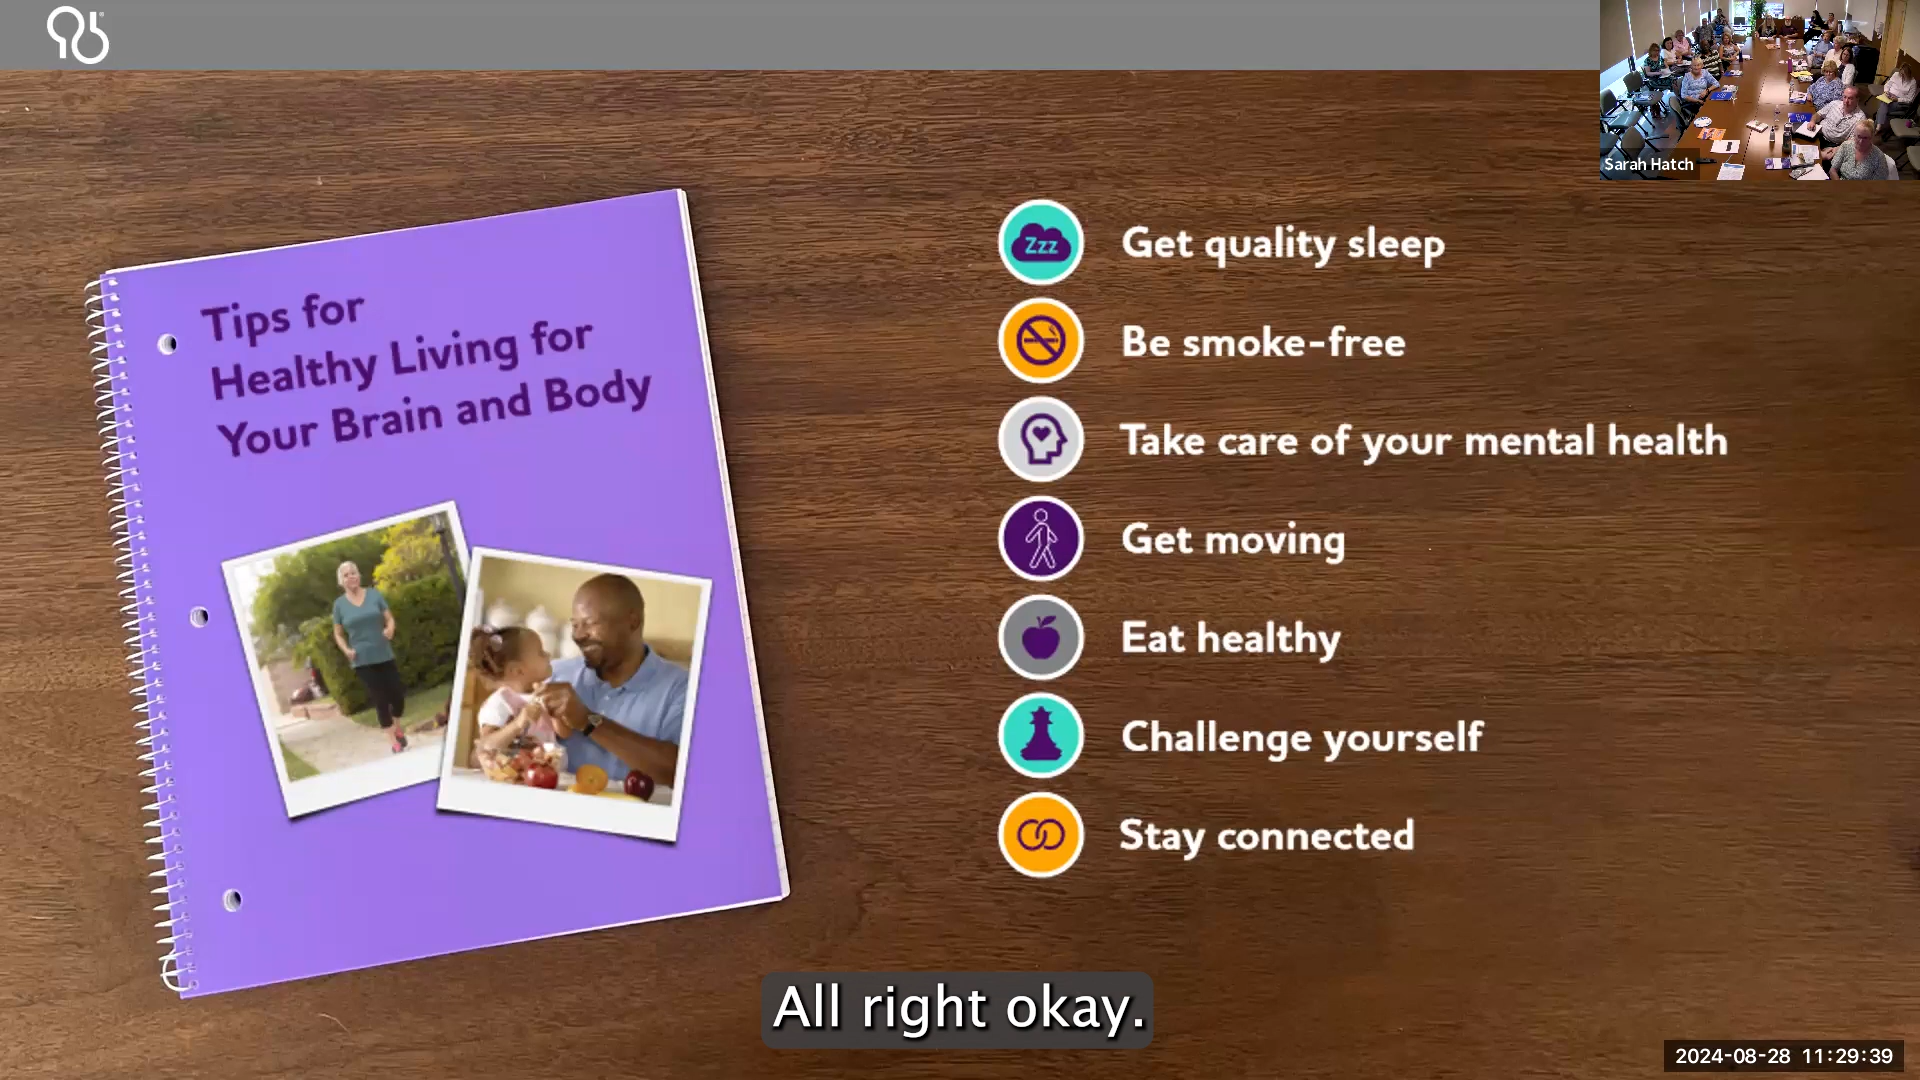 Sarah Hatch
Tips for
Healthy Living for
Your Brain and Body
Zzz
Get quality sleep
Be smoke-free
Take care of your mental health
Get moving
Eat healthy
Challenge yourself
Stay connected
All right okay.
2024-08-28 11:29:39